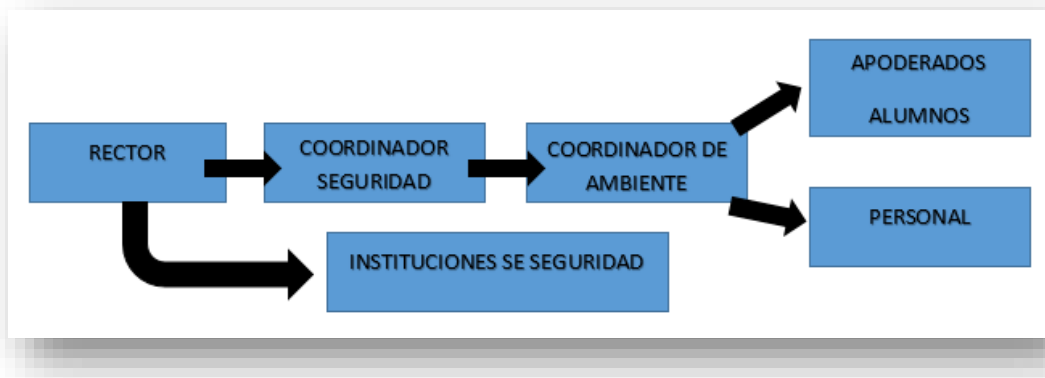 RECTOR
COORDINADOR
SEGURIDAD
COORDINADOR DE
AMBIENTE
APODERADOS
ALUMNOS
PERSONAL
INSTITUCIONES SE SEGURIDAD